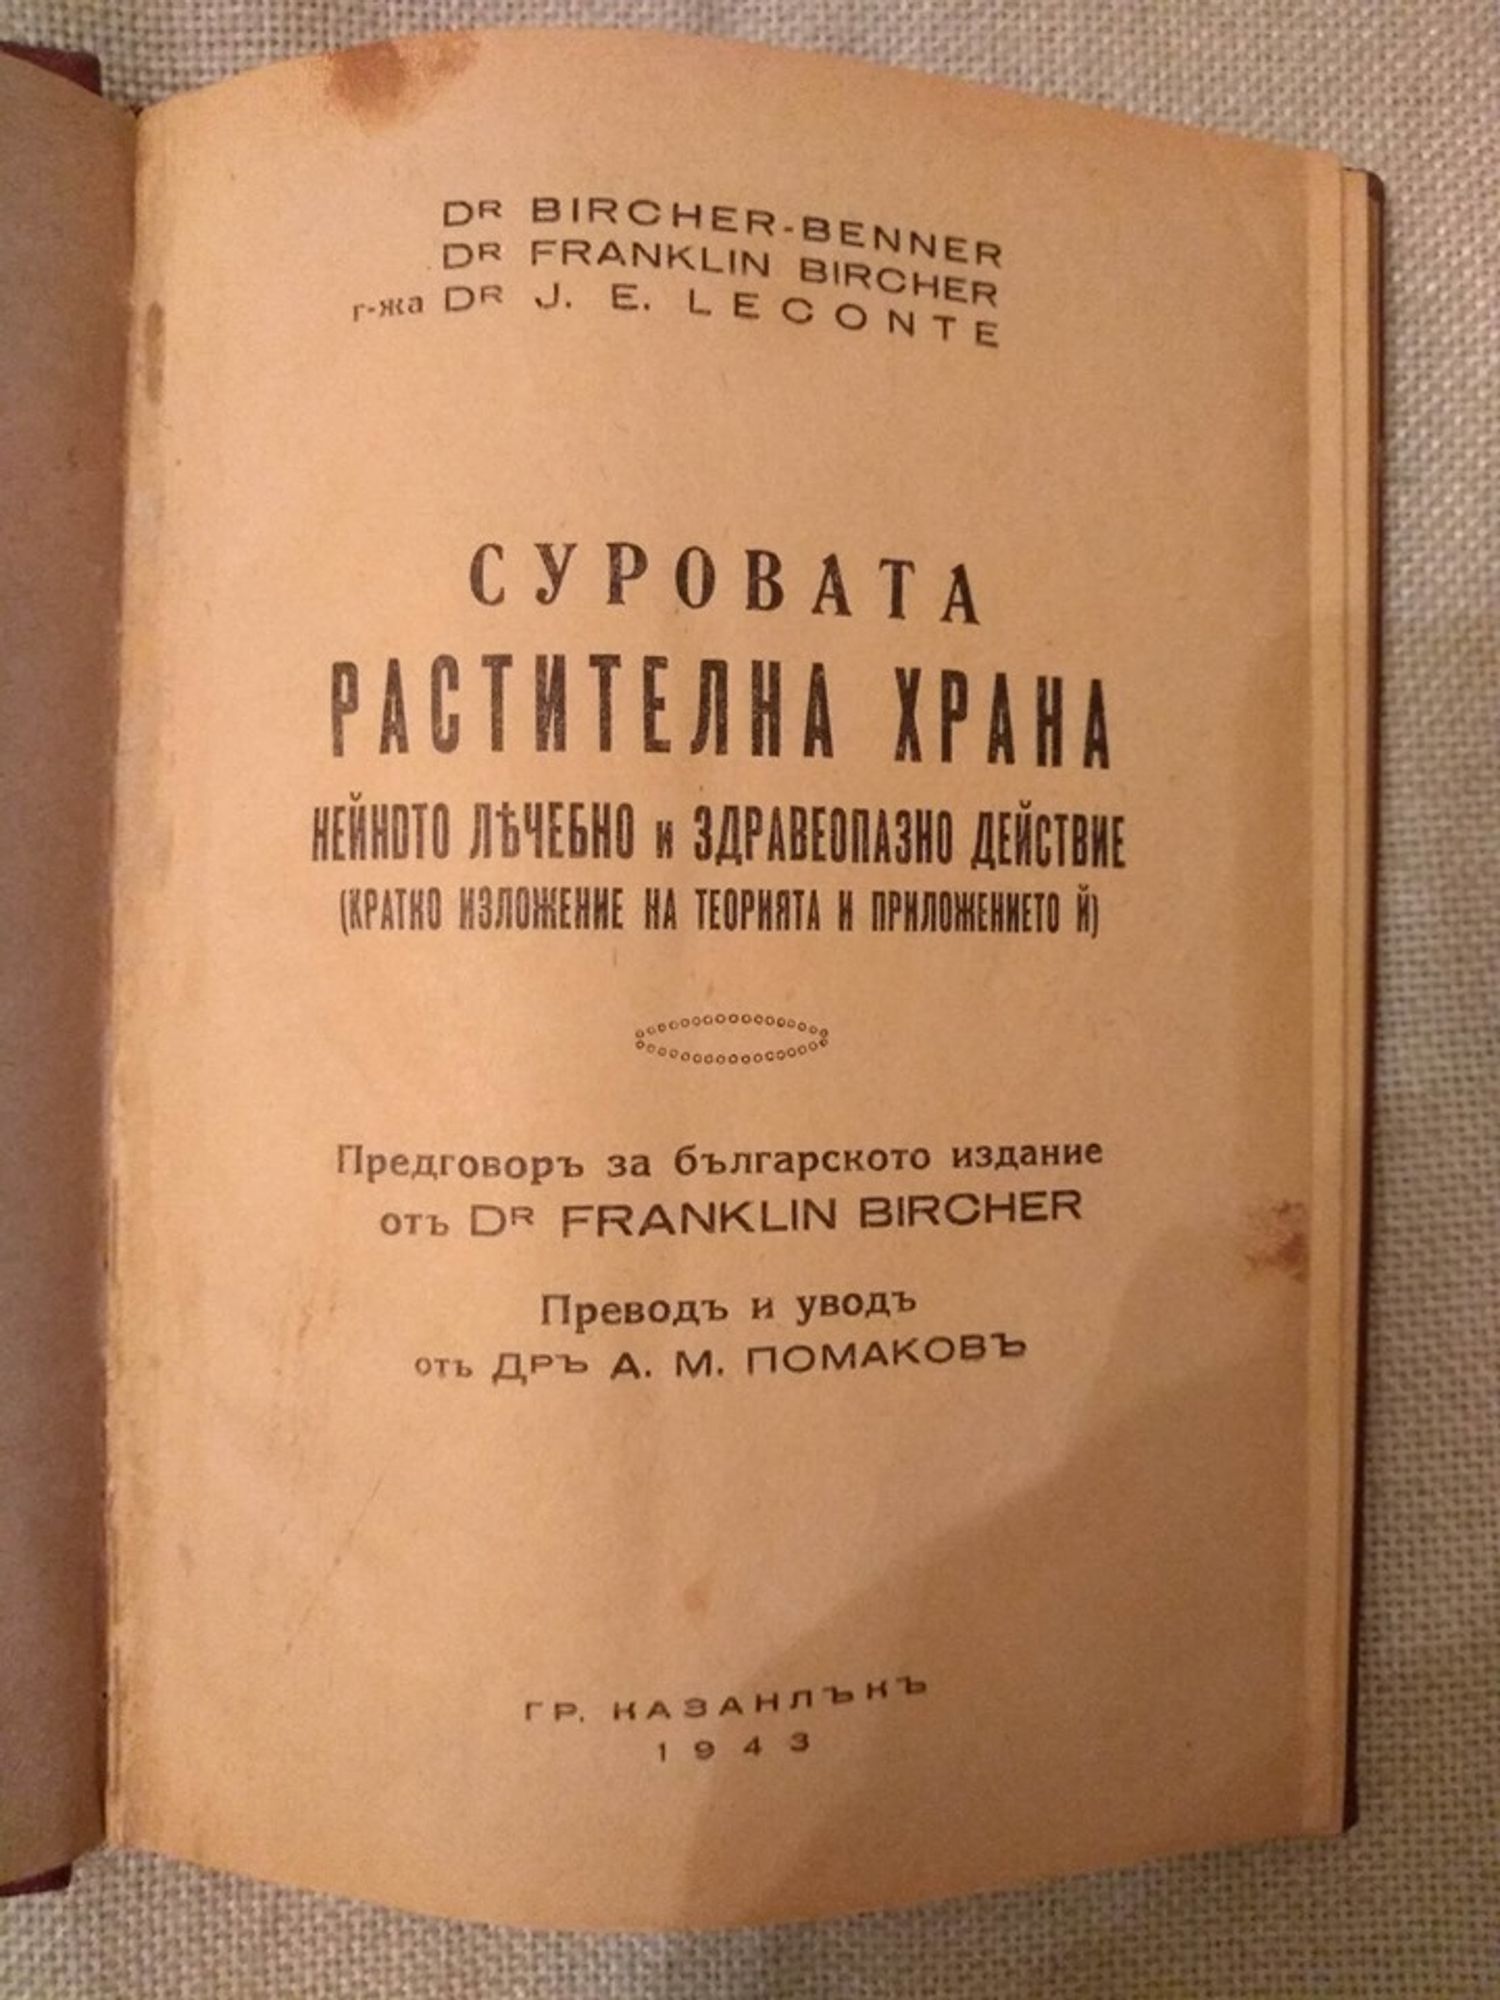 DR BIRCHER-BENNER
DR FRANKLIN BIRCHER
г-жа DR J. E. LECONTE
СУРОВАТА
РАСТИТЕЛНА ХРАНА
НЕЙНОТО ЛѢЧЕБНО и ЗДРАВЕОПАЗНО ДЕЙСТВИЕ
(КРАТКО ИЗЛОЖЕНИЕ НА ТЕОРИЯТА И ПРИЛОЖЕНИЕТО Й)
Предговоръ за българското издание
отъ DR FRANKLIN BIRCHER
Преводъ и уводъ
отъ ДРЪ А. М. ПОМАКОВЪ
ГР. КАЗАНЛЪКЪ
1943